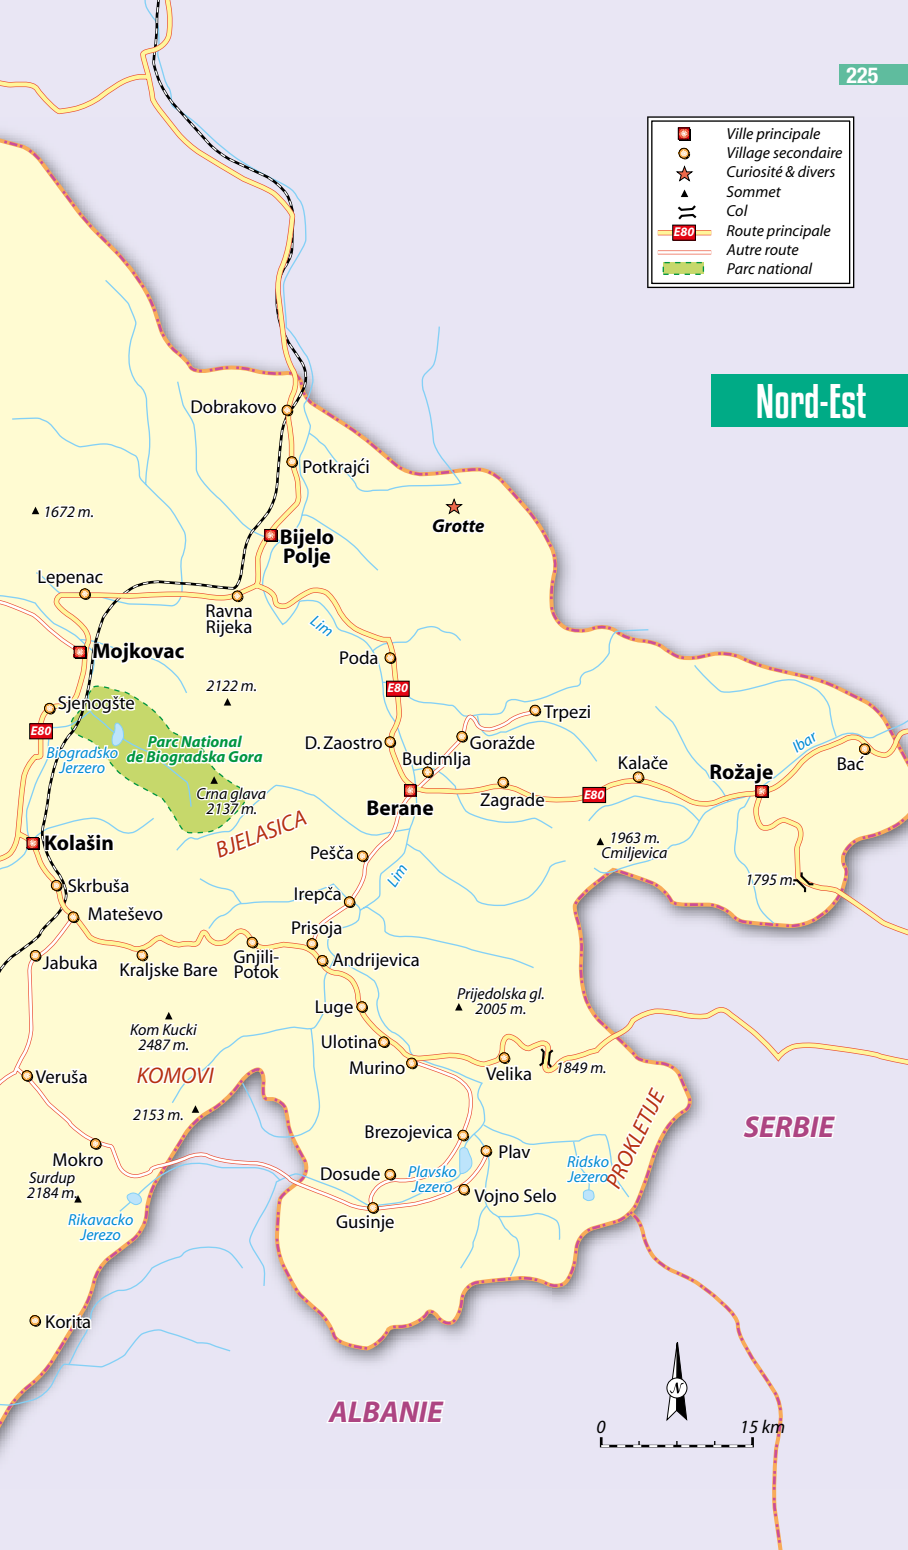 225
Ville principale
Village secondaire
Curiosité & divers
Sommet
Col
E80
Route principale
Autre route
Parc national
Nord-Est
Dobrakovo
Potkrajći
1672 m.
Grotte
Bijelo
Polje
Lepenac
Ravna
Rijeka
Lim
Mojkovac
Poda
2122 m.
E80
Sjenogšte
Trpezi
E80
Parc National
de Biogradska Gora
Biogradsko
Jerzero
D. Zaostro
Goražde
Ibar
Budimlja
Bać
Kalače
Rožaje
Crna glava
2137 m.
Berane
Zagrade
E80
BJELASICA
Kolašin
1963 m.
Cmiljevica
Pešča
Lim
1795 m.
Skrbuša
Irepča
Mateševo
Prisoja
Jabuka
Kraljske Bare
Gnjili-
Potok
Andrijevica
Prijedolska gl.
2005 m.
Luge
Kom Kucki
2487 m.
Ulotina
Murino
Velika
1849 m.
Veruša
KOMOVI
2153 m.
PROKLETIJE
SERBIE
Brezojevica
Mokro
Plav
Surdup
2184 m.
Dosude
Plavsko
Jezero
Ridsko
Jezero
Vojno Selo
Rikavacko
Jerezo
Gusinje
Korita
N
ALBANIE
0
15 km